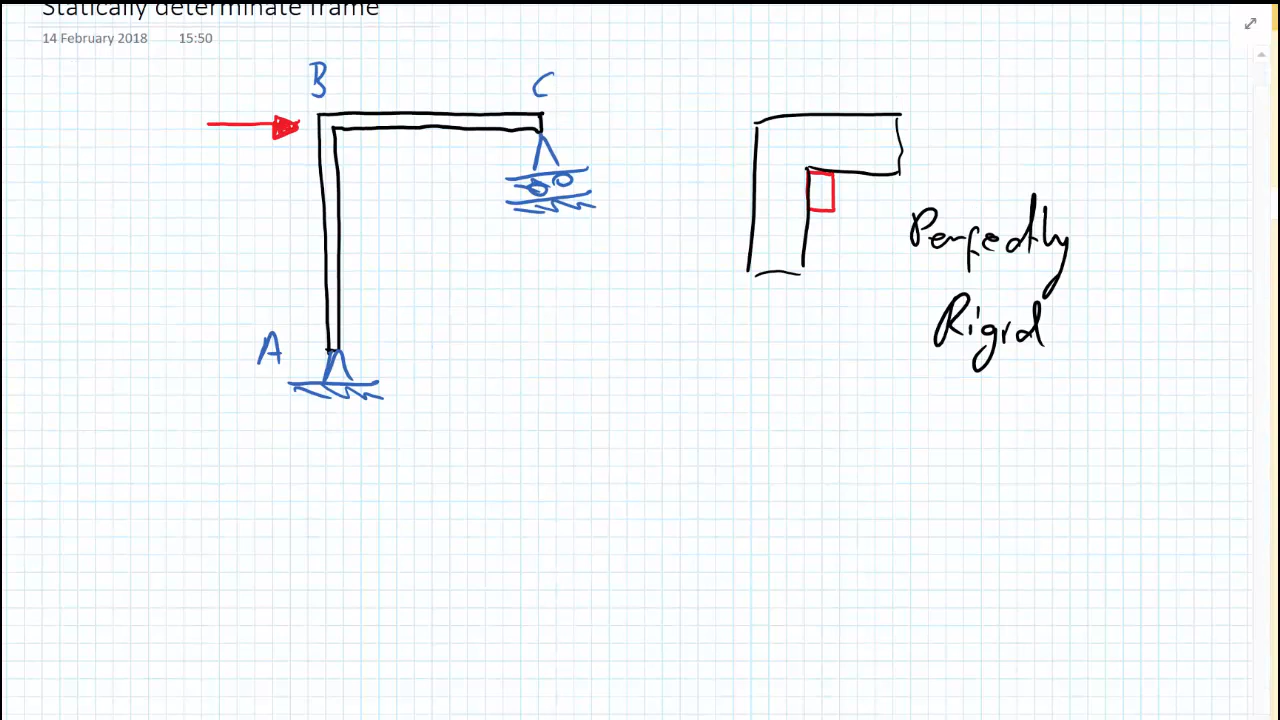 Statically determinate frame
14 February 2018 15:50
B
C
A
Perfectly
Rigid